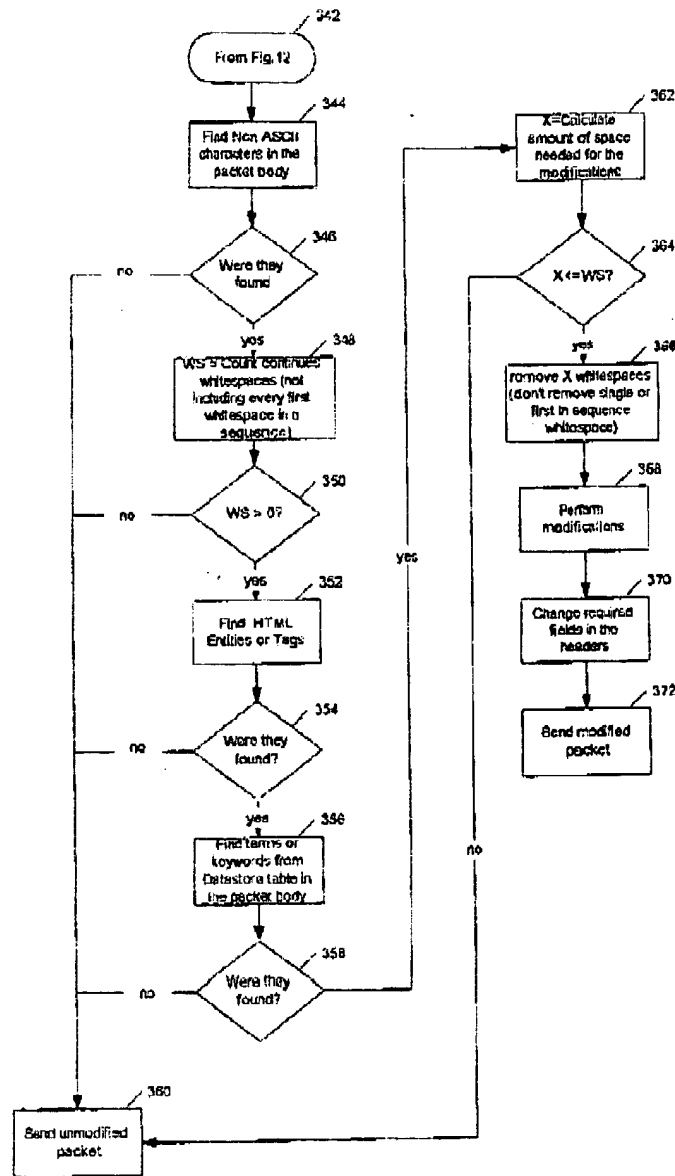 342
From Fig.12
344
Find Non ASCII
characters in the
packet body
346
Were they
found
no
yes
348
WS = Count continues
whitespaces (not
including every first
whitespace in a
sequence)
350
WS > 0?
no
yes
352
Find HTML
Entities or Tags
354
Were they
found?
no
yes
356
Find terms or
keywords from
Datastore table in
the packet body
358
Were they
found?
no
yes
360
Send unmodified
packet
362
X=Calculate
amount of space
needed for the
modifications
364
X<=WS?
no
yes
366
remove X whitespaces
(don't remove single or
first in sequence
whitespace)
368
Perform
modifications
370
Change required
fields in the
headers
372
Send modified
packet